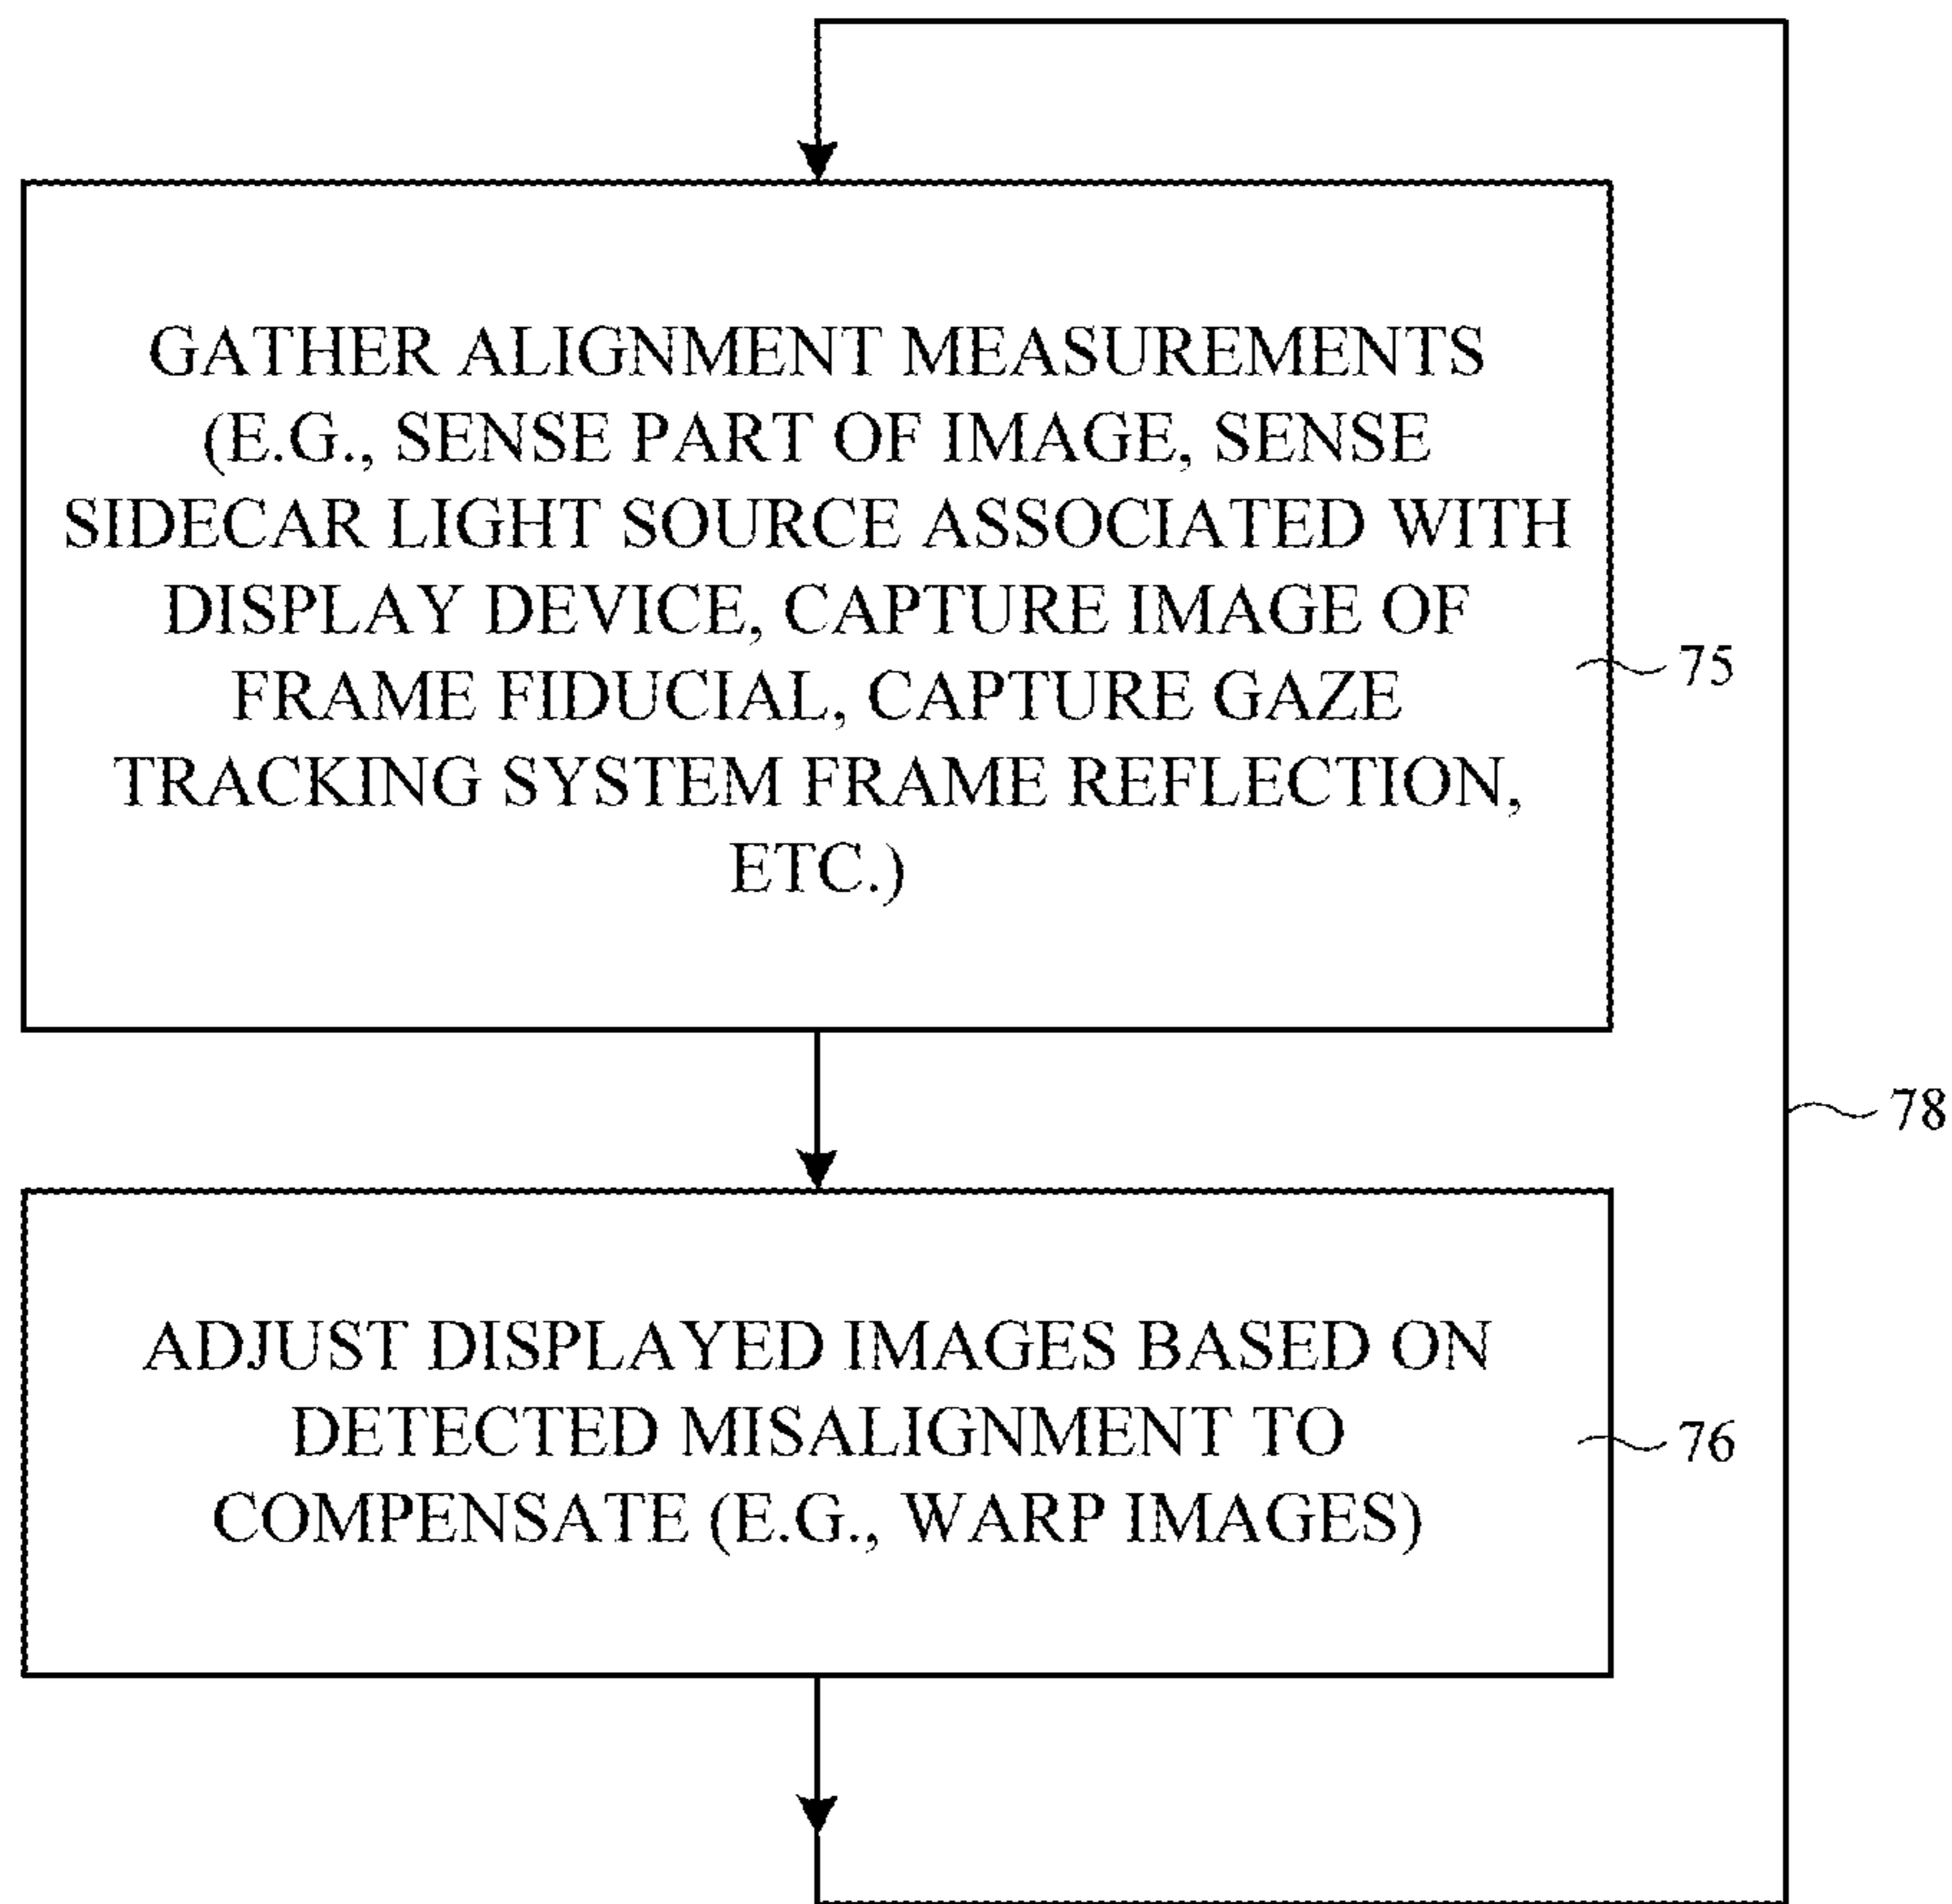 GATHER ALIGNMENT MEASUREMENTS
(E.G., SENSE PART OF IMAGE, SENSE
SIDECAR LIGHT SOURCE ASSOCIATED WITH
DISPLAY DEVICE, CAPTURE IMAGE OF
FRAME FIDUCIAL, CAPTURE GAZE
TRACKING SYSTEM FRAME REFLECTION,
ETC.)
75
78
ADJUST DISPLAYED IMAGES BASED ON
DETECTED MISALIGNMENT TO
COMPENSATE (E.G., WARP IMAGES)
76